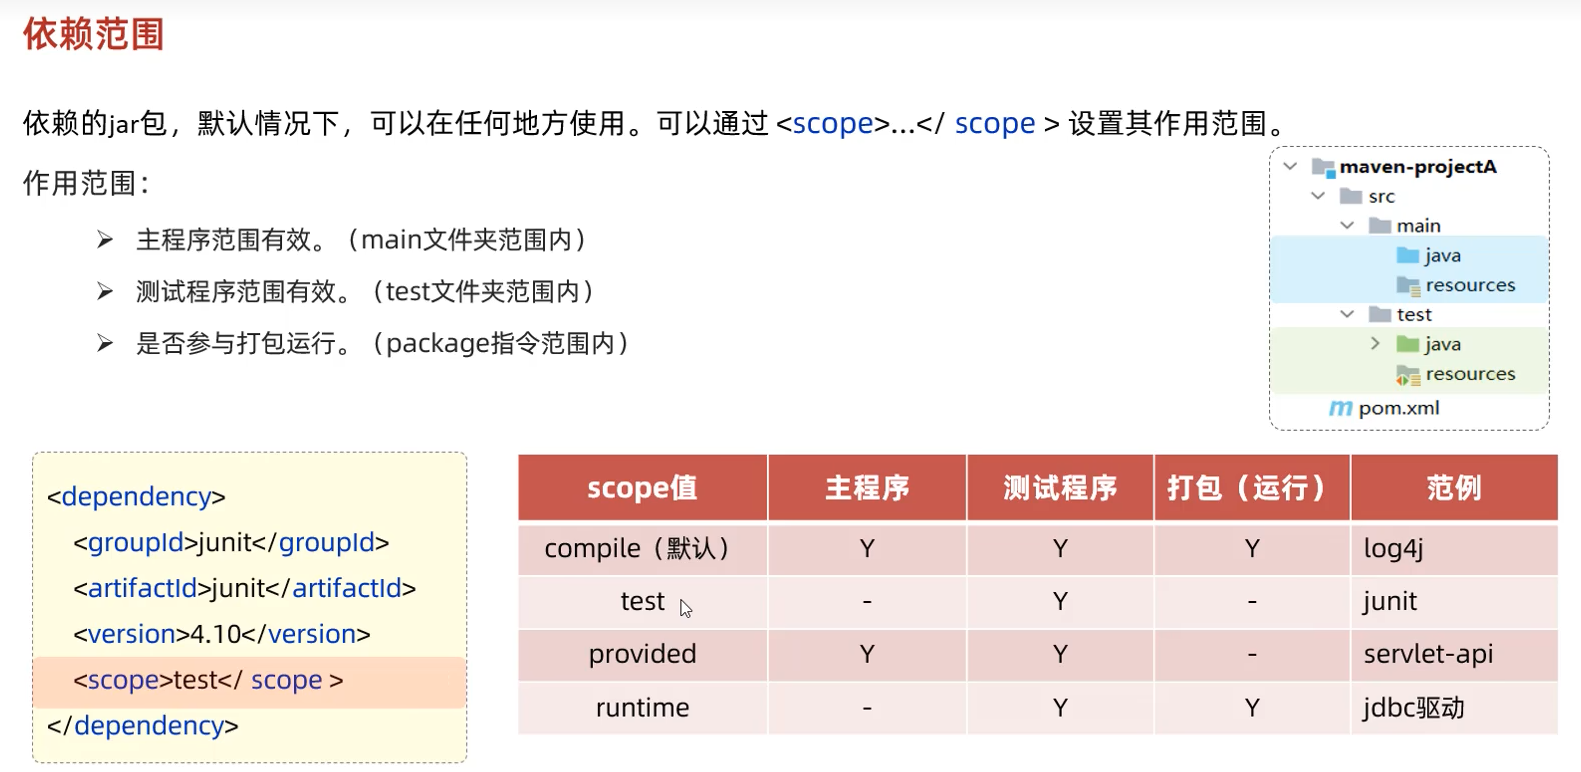 依赖范围
依赖的jar包，默认情况下，可以在任何地方使用。可以通过 <scope>...</ scope > 设置其作用范围。
作用范围：
主程序范围有效。（main文件夹范围内）
测试程序范围有效。（test文件夹范围内）
是否参与打包运行。（package指令范围内）
maven-projectA
src
main
java
resources
test
java
resources
pom.xml
<dependency>
<groupId>junit</groupId>
<artifactId>junit</artifactId>
<version>4.10</version>
<scope>test</ scope >
</dependency>
scope值 主程序 测试程序 打包（运行） 范例
compile（默认） Y Y Y log4j
test - Y - junit
provided Y Y - servlet-api
runtime - Y Y jdbc驱动